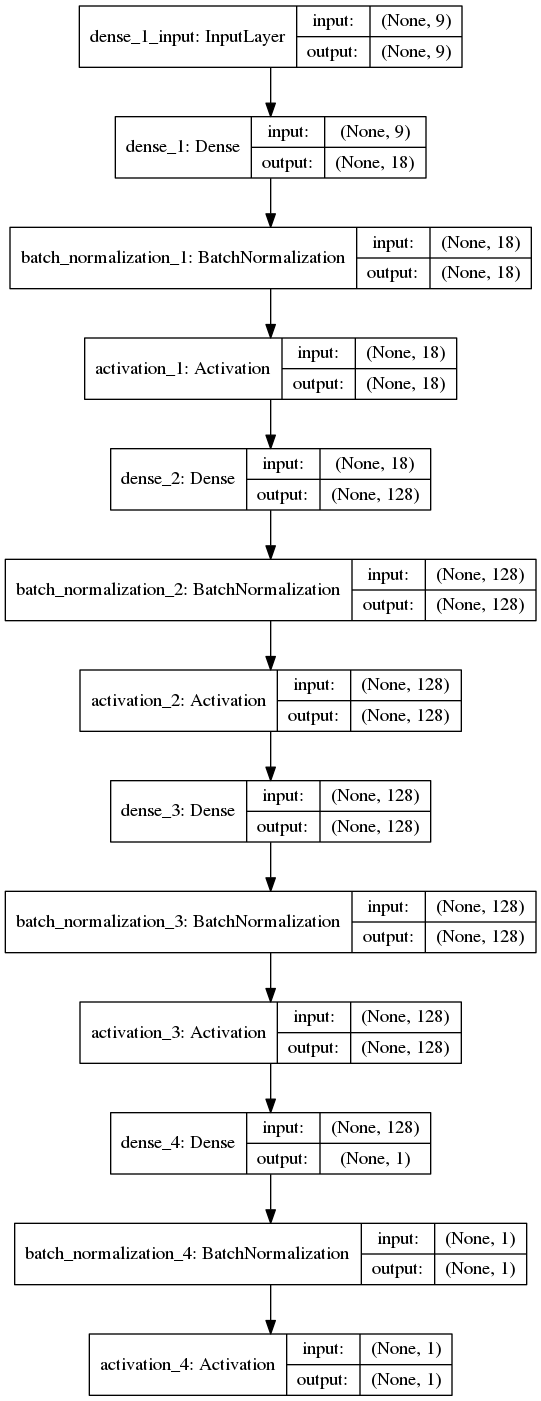 dense_1_input: InputLayer
input: (None, 9)
output: (None, 9)
dense_1: Dense
input: (None, 9)
output: (None, 18)
batch_normalization_1: BatchNormalization
input: (None, 18)
output: (None, 18)
activation_1: Activation
input: (None, 18)
output: (None, 18)
dense_2: Dense
input: (None, 18)
output: (None, 128)
batch_normalization_2: BatchNormalization
input: (None, 128)
output: (None, 128)
activation_2: Activation
input: (None, 128)
output: (None, 128)
dense_3: Dense
input: (None, 128)
output: (None, 128)
batch_normalization_3: BatchNormalization
input: (None, 128)
output: (None, 128)
activation_3: Activation
input: (None, 128)
output: (None, 128)
dense_4: Dense
input: (None, 128)
output: (None, 1)
batch_normalization_4: BatchNormalization
input: (None, 1)
output: (None, 1)
activation_4: Activation
input: (None, 1)
output: (None, 1)